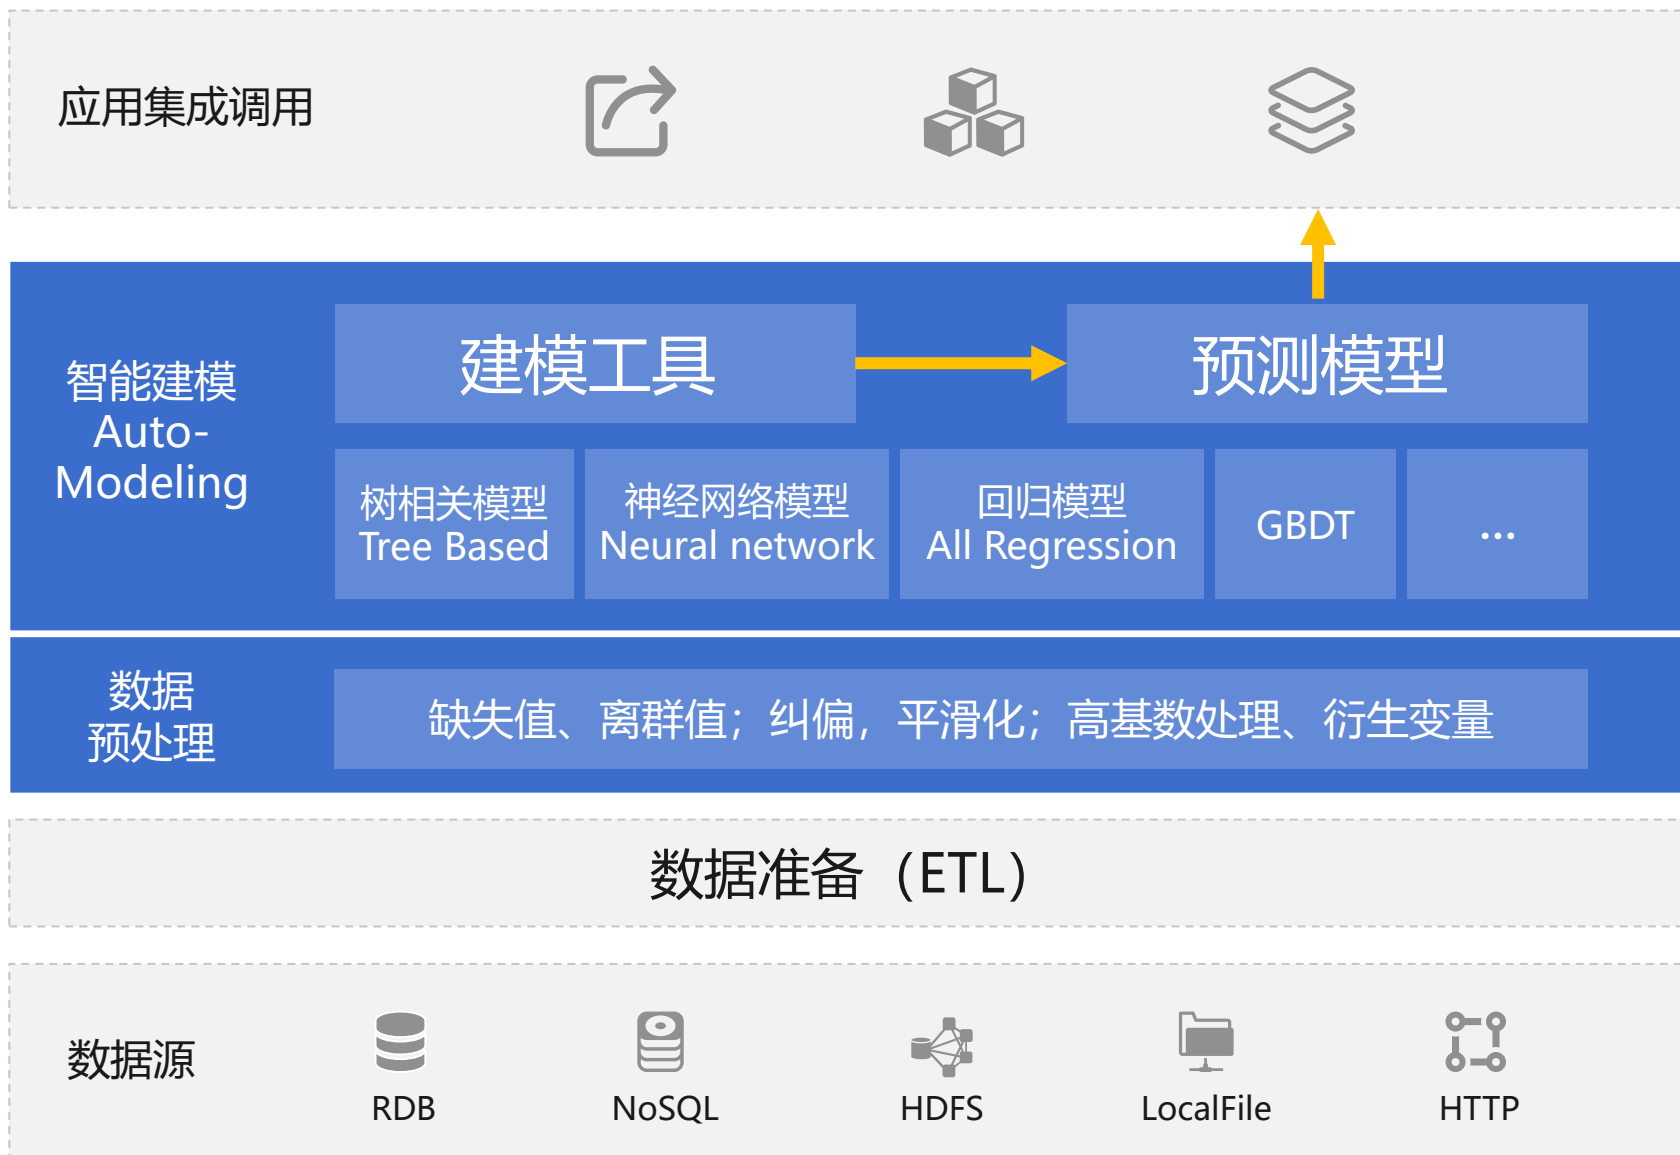 应用集成调用
智能建模
Auto-
Modeling
建模工具
预测模型
树相关模型
Tree Based
神经网络模型
Neural network
回归模型
All Regression
GBDT
...
数据
预处理
缺失值、离群值；纠偏，平滑化；高基数处理、衍生变量
数据准备（ETL）
数据源
RDB
NoSQL
HDFS
LocalFile
HTTP